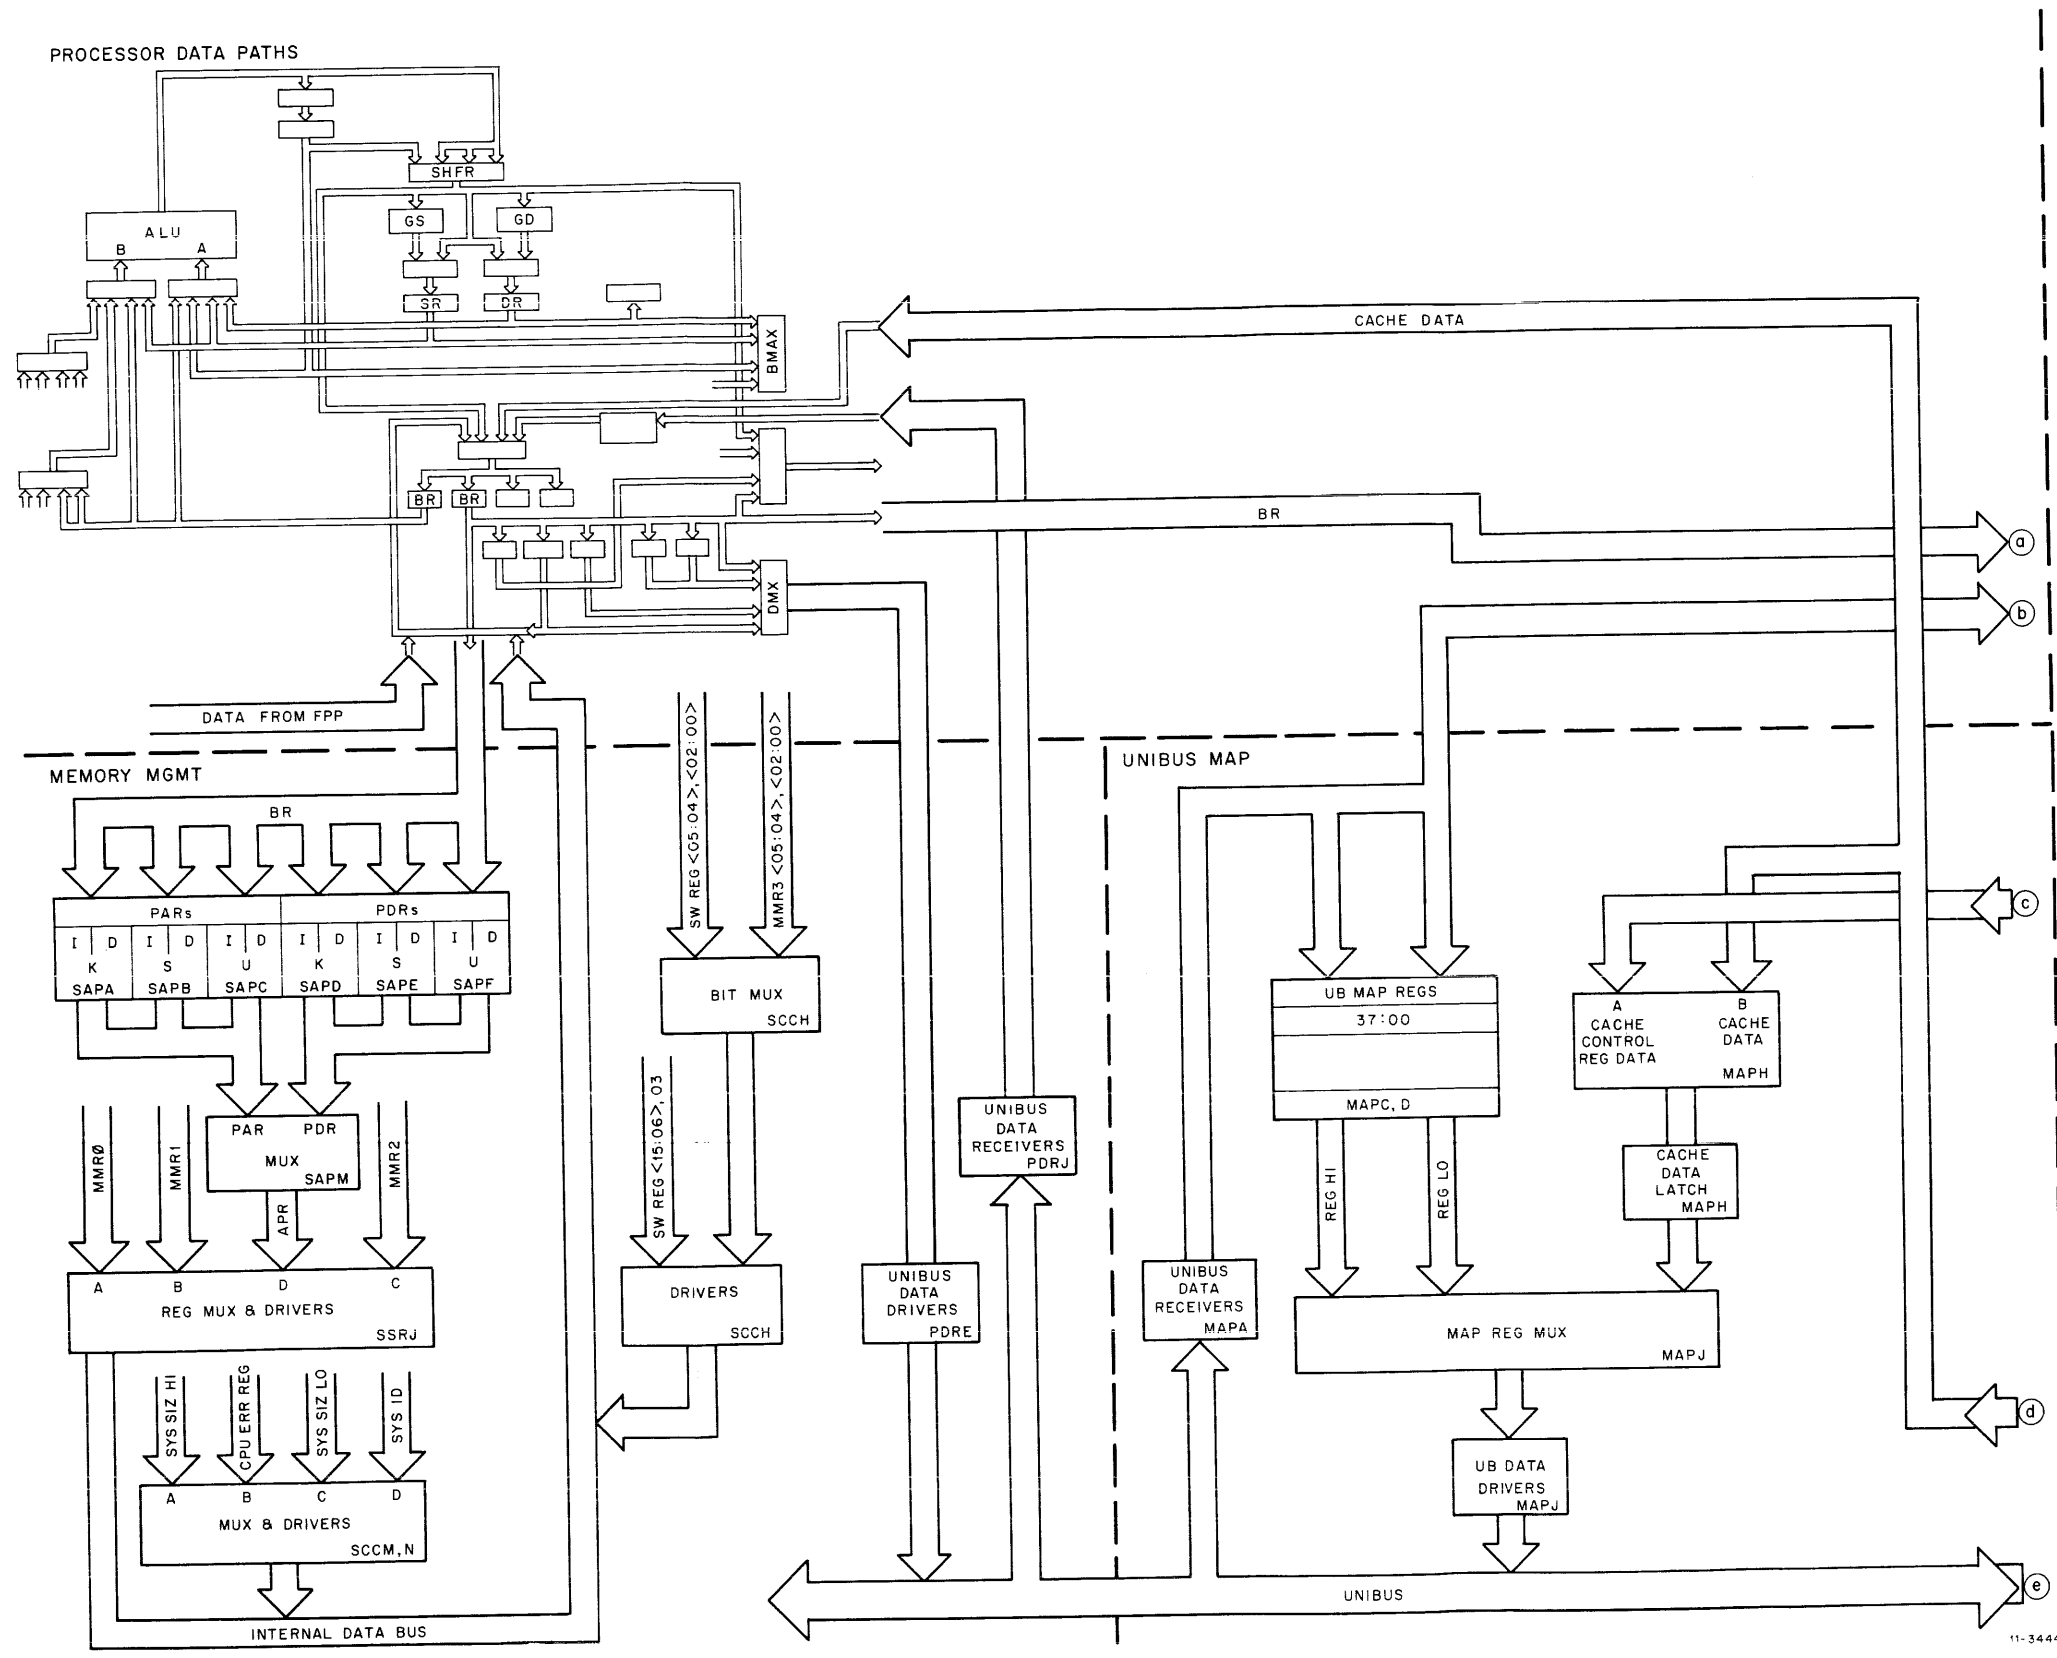 PROCESSOR DATA PATHS
SHFR
GS
GD
ALU
B A
SR
DR
BMAX
CACHE DATA
BR
BR
BR
a
DMX
b
DATA FROM FPP
MEMORY MGMT
UNIBUS MAP
SW REG <05:04>,<02:00>
MMR3 <05:04>,<02:00>
BR
PARs PDRs
I D I D I D I D I D I D
K S U K S U
SAPA SAPB SAPC SAPD SAPE SAPF
c
BIT MUX
SCCH
UB MAP REGS
37:00
MAPC, D
A
CACHE
CONTROL
REG DATA
B
CACHE
DATA
MAPH
MMRØ
MMR1
PAR PDR
MUX
SAPM
MMR2
APR
SW REG <15:06>,03
UNIBUS
DATA
RECEIVERS
PDRJ
REG HI
REG LO
CACHE
DATA
LATCH
MAPH
A B D C
REG MUX & DRIVERS
SSRJ
DRIVERS
SCCH
UNIBUS
DATA
DRIVERS
PDRE
UNIBUS
DATA
RECEIVERS
MAPA
MAP REG MUX
MAPJ
SYS SIZ HI
CPU ERR REG
SYS SIZ LO
SYS ID
d
A B C D
MUX & DRIVERS
SCCM, N
UB DATA
DRIVERS
MAPJ
UNIBUS
e
INTERNAL DATA BUS
11-3444